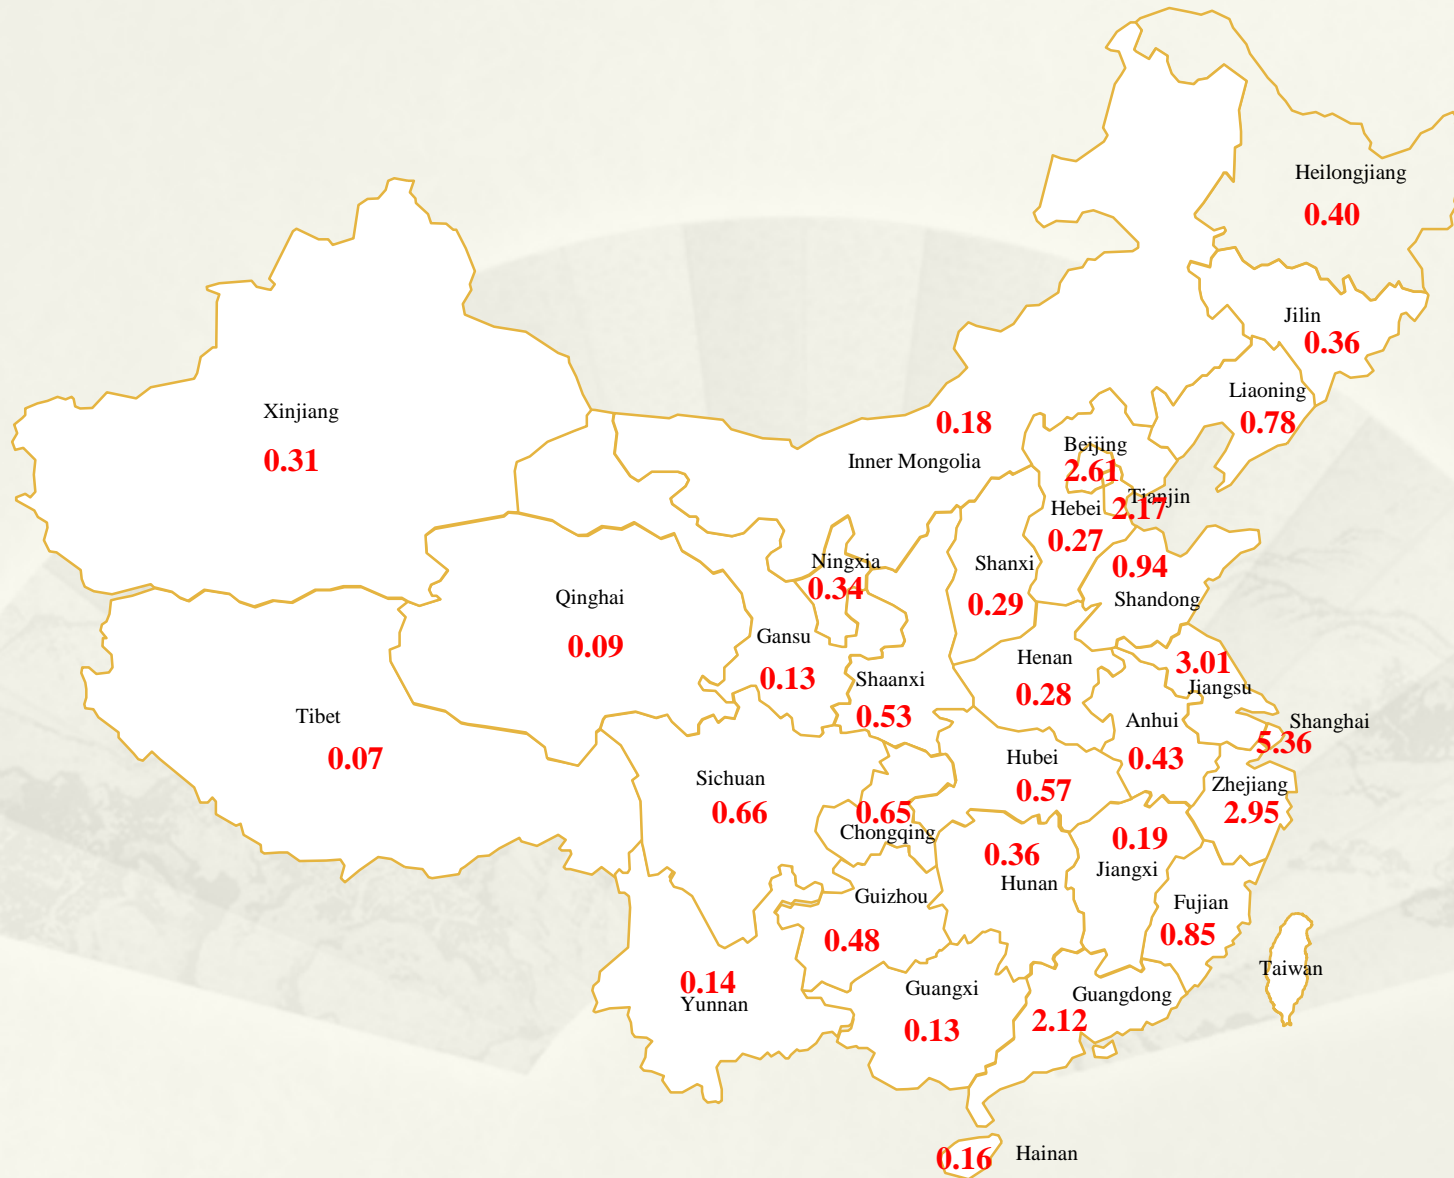 Heilongjiang
0.40
Jilin
0.36
Liaoning
0.78
Xinjiang
0.31
0.18
Inner Mongolia
Beijing
2.61
Tianjin
2.17
Hebei
0.27
Ningxia
0.34
Shanxi
0.29
0.94
Shandong
Qinghai
0.09
Gansu
0.13
Shaanxi
0.53
Henan
0.28
3.01
Jiangsu
Tibet
0.07
Anhui
0.43
Shanghai
5.36
Sichuan
0.66
Hubei
0.57
Zhejiang
2.95
0.65
Chongqing
0.36
Hunan
0.19
Jiangxi
Guizhou
0.48
Fujian
0.85
0.14
Yunnan
Guangxi
0.13
Guangdong
2.12
Taiwan
0.16
Hainan